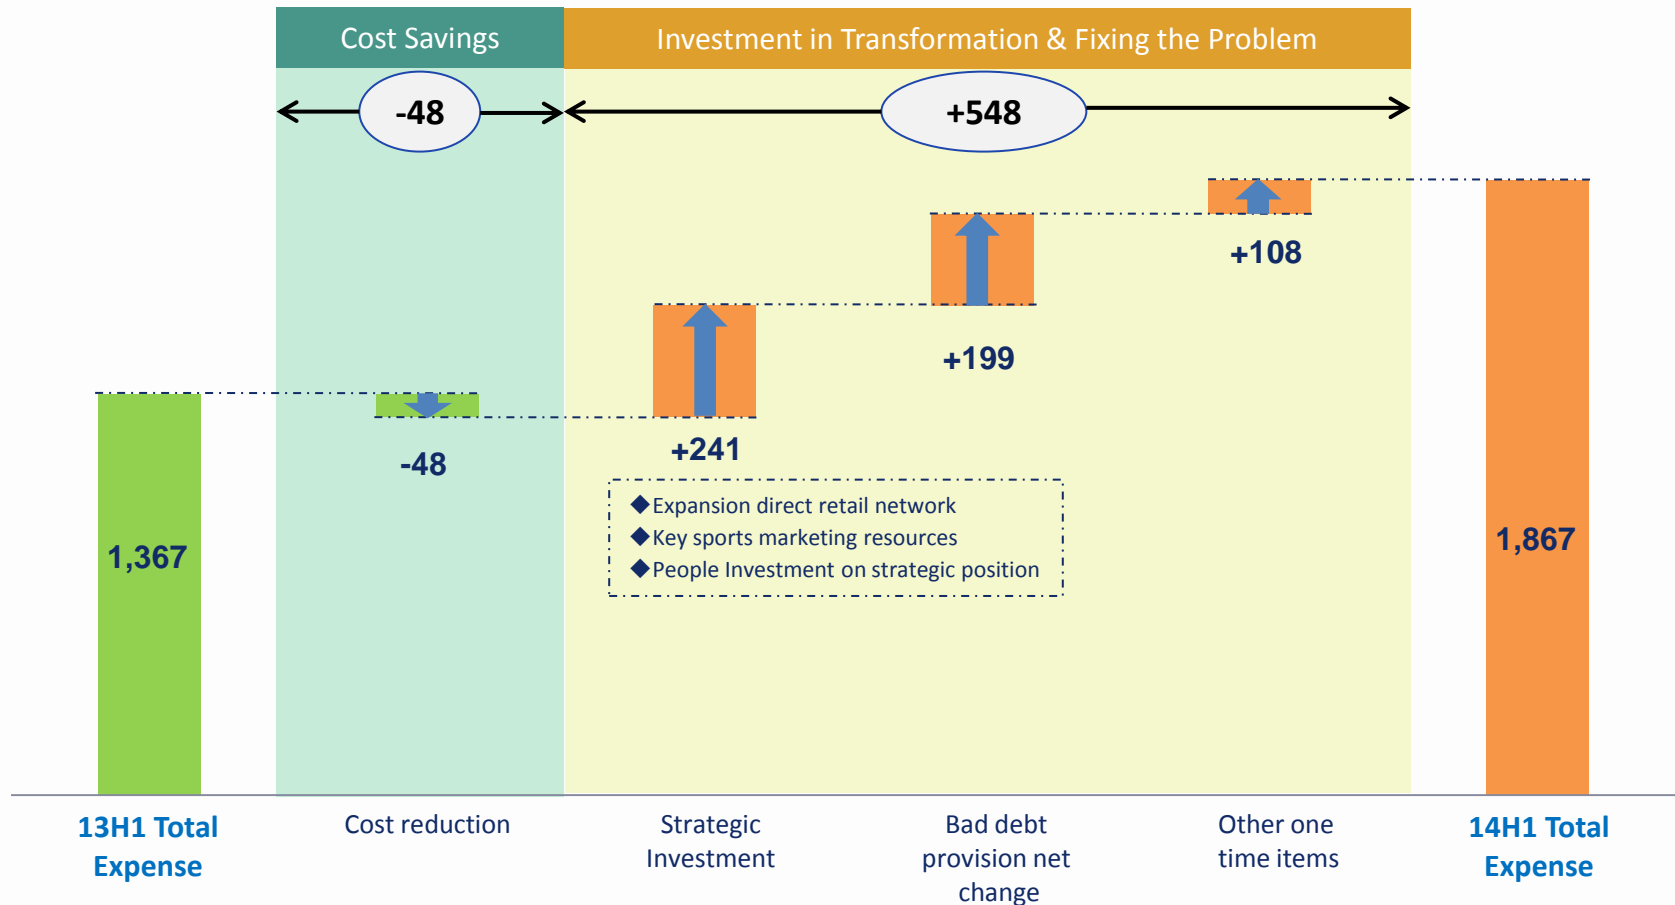 Cost Savings
Investment in Transformation & Fixing the Problem
-48
+548
+108
+199
+241
-48
Expansion direct retail network
Key sports marketing resources
People Investment on strategic position
1,367
1,867
13H1 Total
Expense
Cost reduction
Strategic
Investment
Bad debt
provision net
change
Other one
time items
14H1 Total
Expense